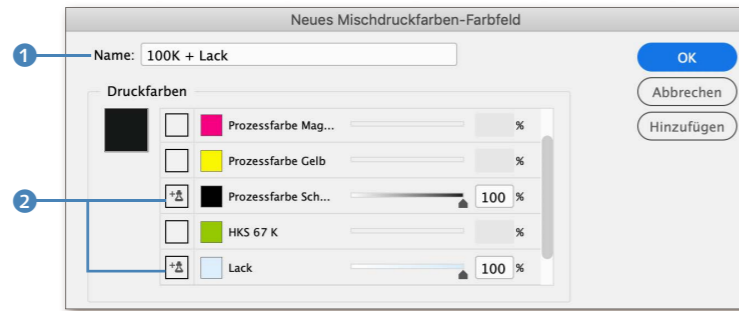 Neues Mischdruckfarben-Farbfeld
1
Name: 100K + Lack
OK
Druckfarben
Abbrechen
Prozessfarbe Mag... %
Hinzufügen
Prozessfarbe Gelb %
2
Prozessfarbe Sch... 100 %
HKS 67 K %
Lack 100 %